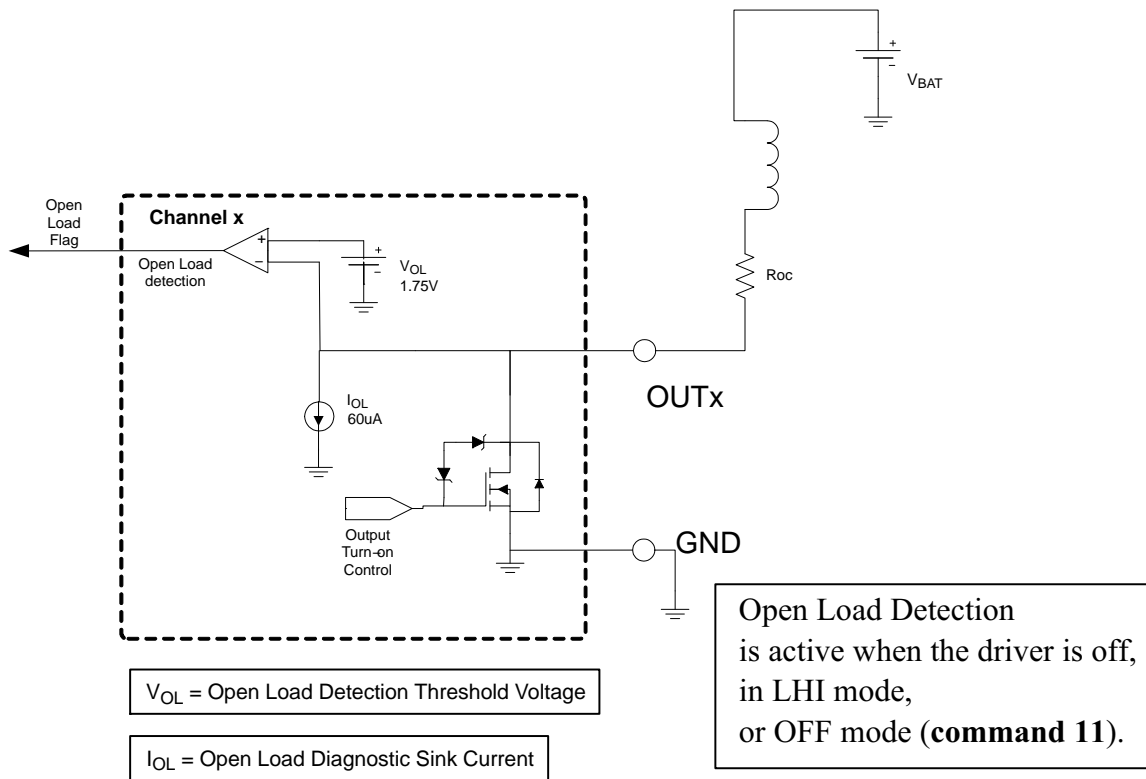 +
−
VBAT
Open
Load
Flag
Channel x
+
−
Open Load
detection
+
−
VOL
1.75V
Roc
OUTx
IOL
60uA
Output
Turn-on
Control
GND
Open Load Detection
is active when the driver is off,
in LHI mode,
or OFF mode (command 11).
VOL = Open Load Detection Threshold Voltage
IOL = Open Load Diagnostic Sink Current